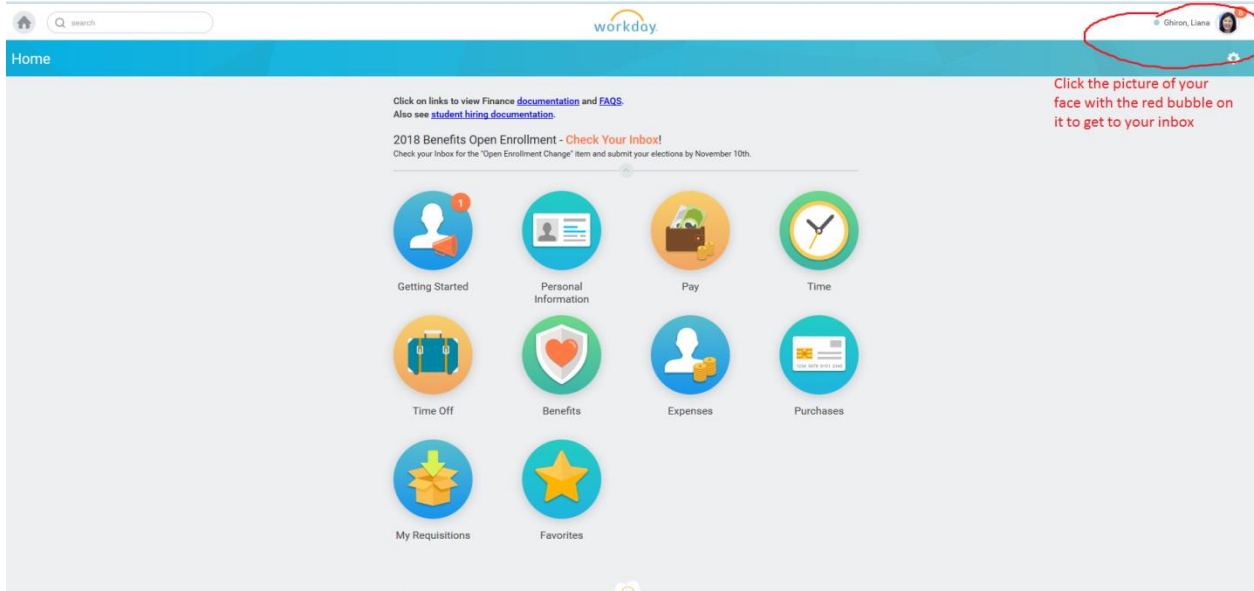 search
workday.
Ghiron, Liana
Home
Click the picture of your
face with the red bubble on
it to get to your inbox
Click on links to view Finance documentation and FAQS.
Also see student hiring documentation.
2018 Benefits Open Enrollment - Check Your Inbox!
Check your Inbox for the "Open Enrollment Change" item and submit your elections by November 10th.
1
Getting Started
Personal
Information
Pay
Time
Time Off
Benefits
Expenses
Purchases
My Requisitions
Favorites